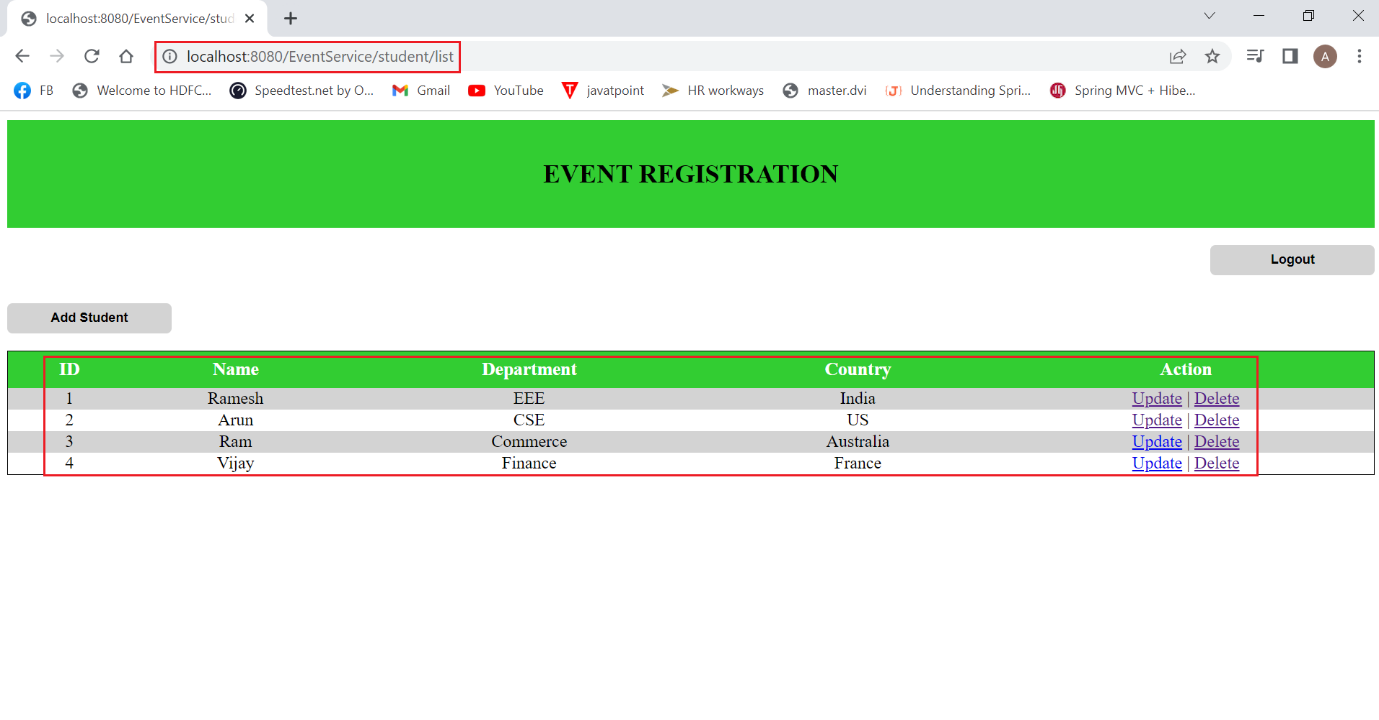 localhost:8080/EventService/stud
A
localhost:8080/EventService/student/list
FB Welcome to HDFC... Speedtest.net by O... Gmail YouTube javatpoint HR workways master.dvi Understanding Spri... Spring MVC + Hibe...
EVENT REGISTRATION
Logout
Add Student
ID Name Department Country Action
1 Ramesh EEE India Update | Delete
2 Arun CSE US Update | Delete
3 Ram Commerce Australia Update | Delete
4 Vijay Finance France Update | Delete